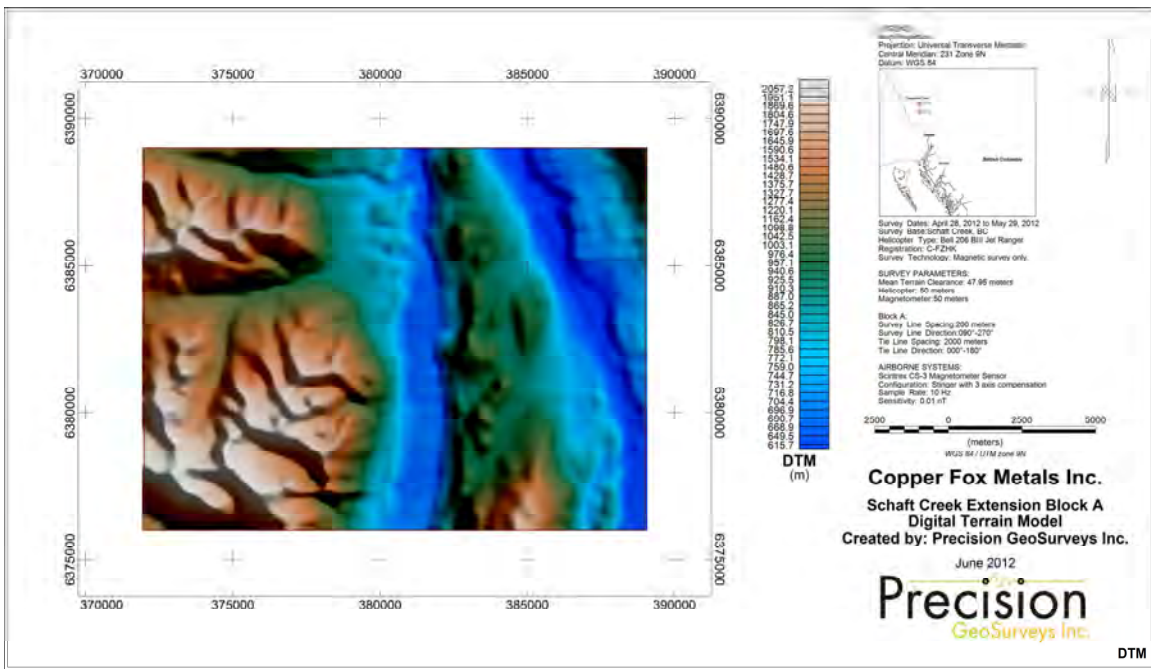 370000 375000 380000 385000 390000
6390000
6385000
6380000
6375000
6390000
6385000
6380000
6375000
370000 375000 380000 385000 390000
2057.2
1951.1
1869.6
1804.6
1747.9
1697.6
1645.9
1590.6
1534.1
1480.6
1428.7
1375.7
1327.7
1277.4
1220.1
1162.4
1098.8
1042.5
1003.1
976.4
957.1
940.6
925.5
910.3
887.0
865.2
845.0
826.7
810.5
798.1
785.6
772.1
759.0
744.7
731.2
716.8
704.4
696.9
690.7
668.9
649.5
615.7
DTM
(m)
Projection: Universal Transverse Mercator
Central Meridian: 231 Zone 9N
Datum: WGS 84
British Columbia
Survey Dates: April 28, 2012 to May 29, 2012
Survey Base:Schaft Creek, BC
Helicopter Type: Bell 206 BIII Jet Ranger
Registration: C-FZHK
Survey Technology: Magnetic survey only.
SURVEY PARAMETERS:
Mean Terrain Clearance: 47.95 meters
Helicopter: 50 meters
Magnetometer:50 meters
Block A:
Survey Line Spacing:200 meters
Survey Line Direction:090°-270°
Tie Line Spacing: 2000 meters
Tie Line Direction: 000°-180°
AIRBORNE SYSTEMS:
Scintrex CS-3 Magnetometer Sensor
Configuration: Stinger with 3 axis compensation
Sample Rate: 10 Hz
Sensitivity: 0.01 nT
2500 0 2500 5000
(meters)
WGS 84 / UTM zone 9N
Copper Fox Metals Inc.
Schaft Creek Extension Block A
Digital Terrain Model
Created by: Precision GeoSurveys Inc.
June 2012
Precision
GeoSurveys Inc.
DTM